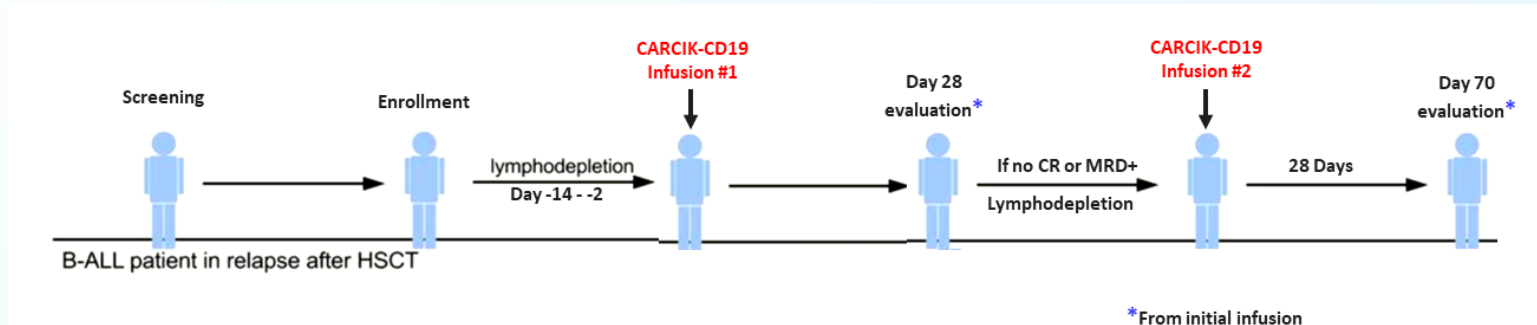 Screening
Enrollment
lymphodepletion
Day -14 - -2
CARCIK-CD19
Infusion #1
Day 28
evaluation*
If no CR or MRD+
Lymphodepletion
CARCIK-CD19
Infusion #2
28 Days
Day 70
evaluation*
B-ALL patient in relapse after HSCT
*From initial infusion